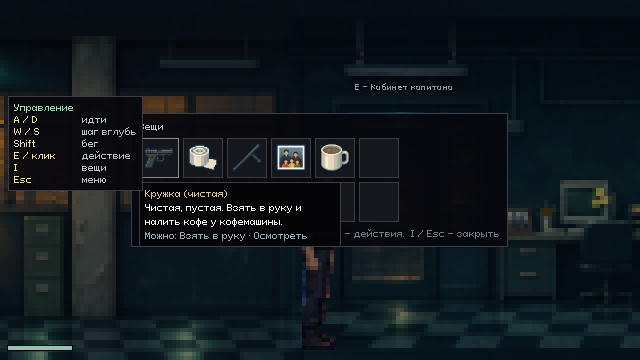 Управление
A / D идти
W / S шаг вглубь
Shift бег
E / клик действие
I вещи
Esc меню
E – Кабинет капитана
Вещи
Кружка (чистая)
Чистая, пустая. Взять в руку и
налить кофе у кофемашины.
Можно: Взять в руку · Осмотреть
– действия. I / Esc – закрыть